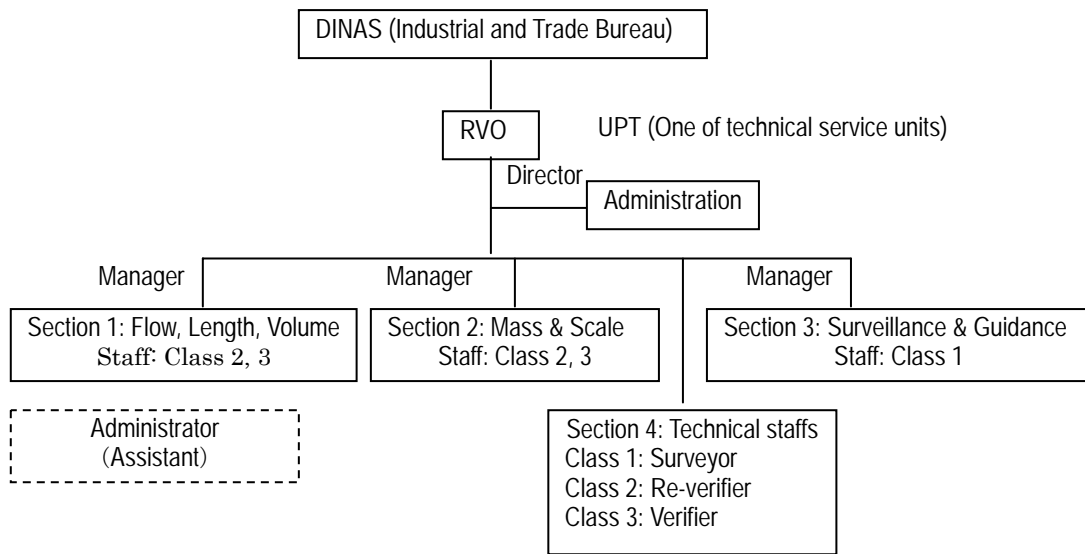 DINAS (Industrial and Trade Bureau)
RVO
UPT (One of technical service units)
Director
Administration
Manager
Manager
Manager
Section 1: Flow, Length, Volume
Staff: Class 2, 3
Section 2: Mass & Scale
Staff: Class 2, 3
Section 3: Surveillance & Guidance
Staff: Class 1
Administrator
（Assistant）
Section 4: Technical staffs
Class 1: Surveyor
Class 2: Re-verifier
Class 3: Verifier